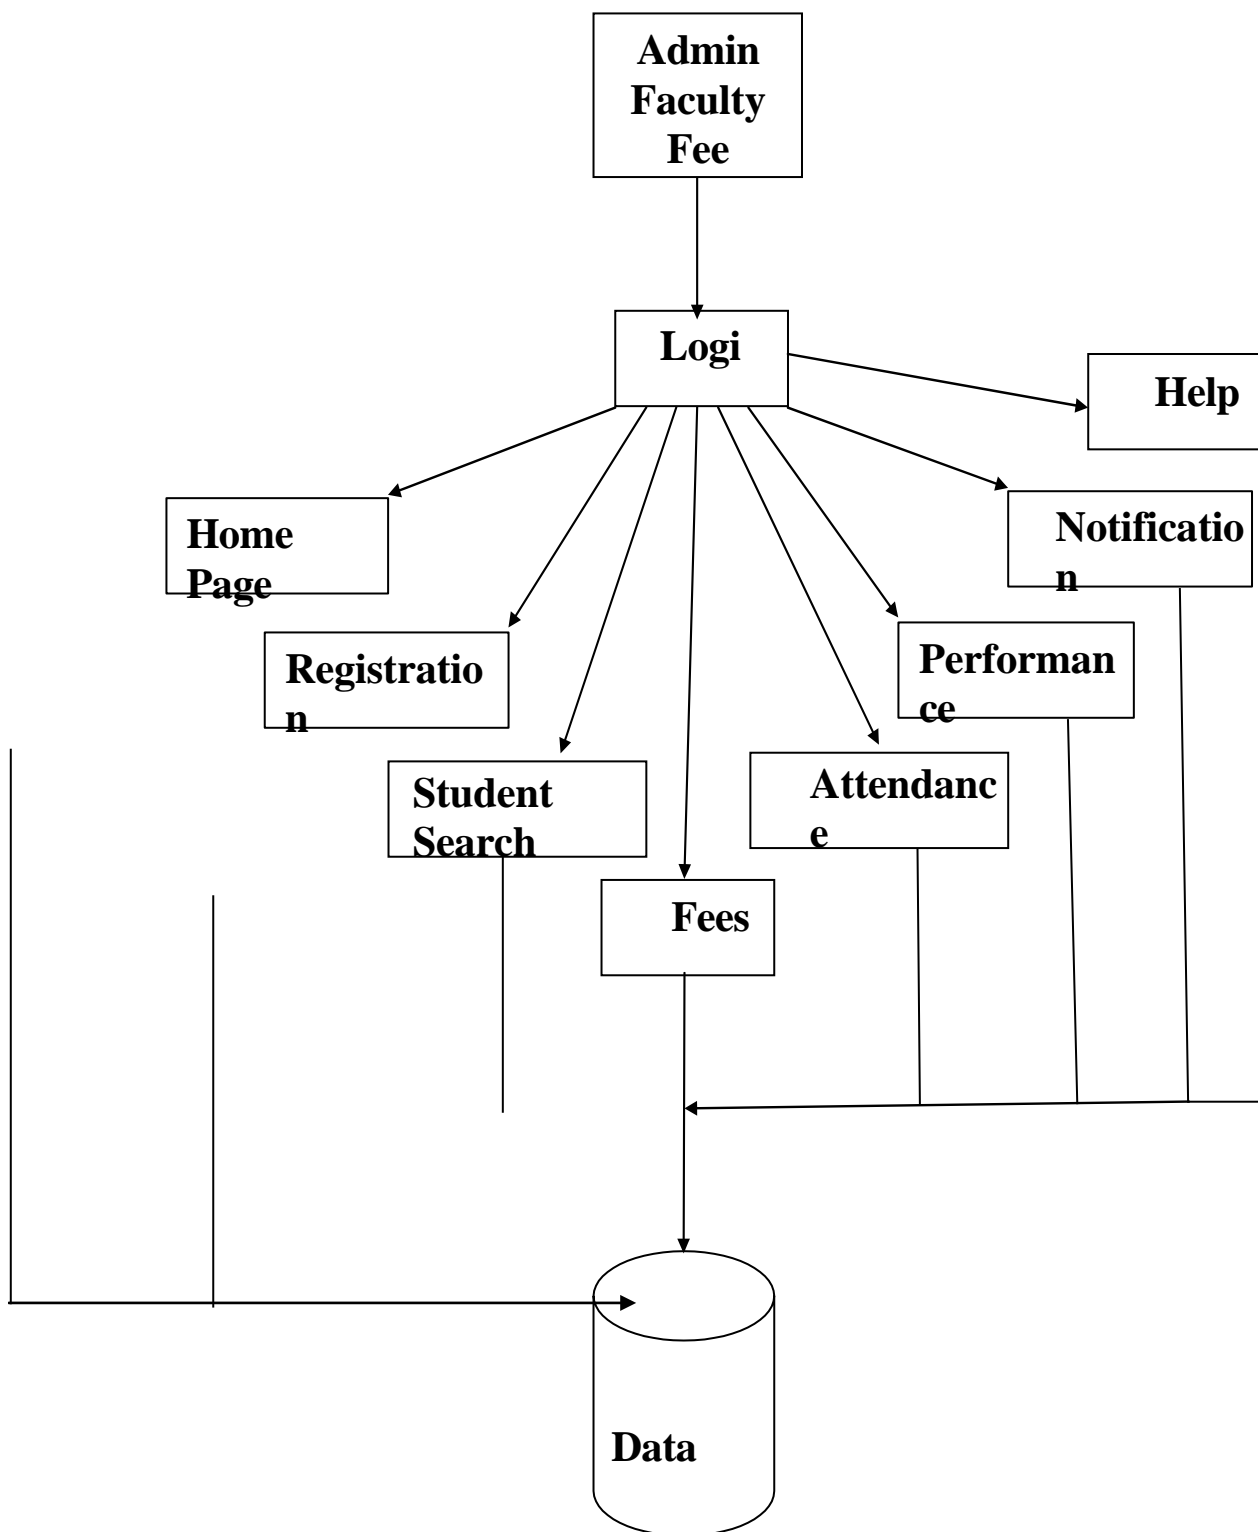 Admin
Faculty
Fee
Logi
Help
Home
Page
Notificatio
n
Registratio
n
Performan
ce
Student
Search
Attendanc
e
Fees
Data